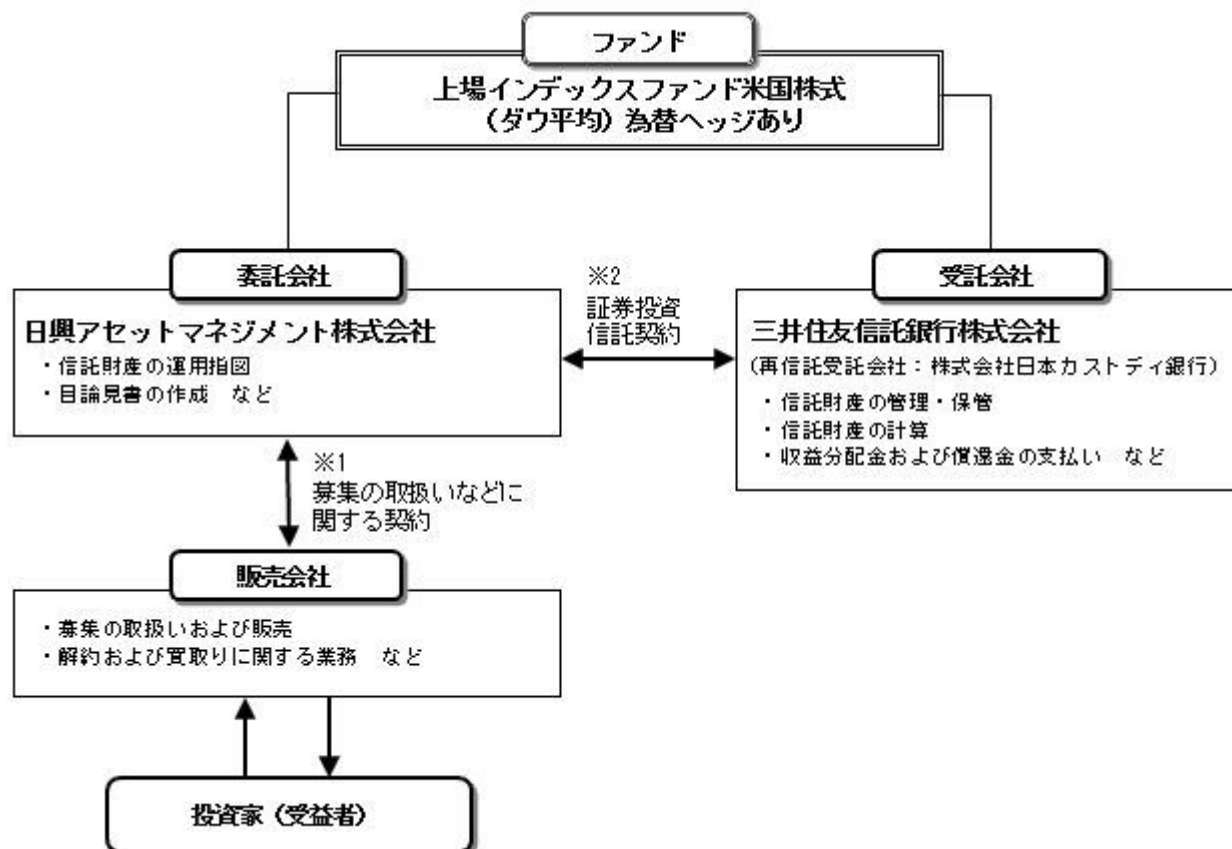 ファンド
上場インデックスファンド米国株式
(ダウ平均) 為替ヘッジあり
委託会社
日興アセットマネジメント株式会社
・信託財産の運用指図
・目論見書の作成 など
※2
証券投資
信託契約
受託会社
三井住友信託銀行株式会社
(再信託受託会社：株式会社日本カストディ銀行)
・信託財産の管理・保管
・信託財産の計算
・収益分配金および償還金の支払い など
※1
募集の取扱いなどに
関する契約
販売会社
・募集の取扱いおよび販売
・解約および買取りに関する業務 など
投資家 (受益者)